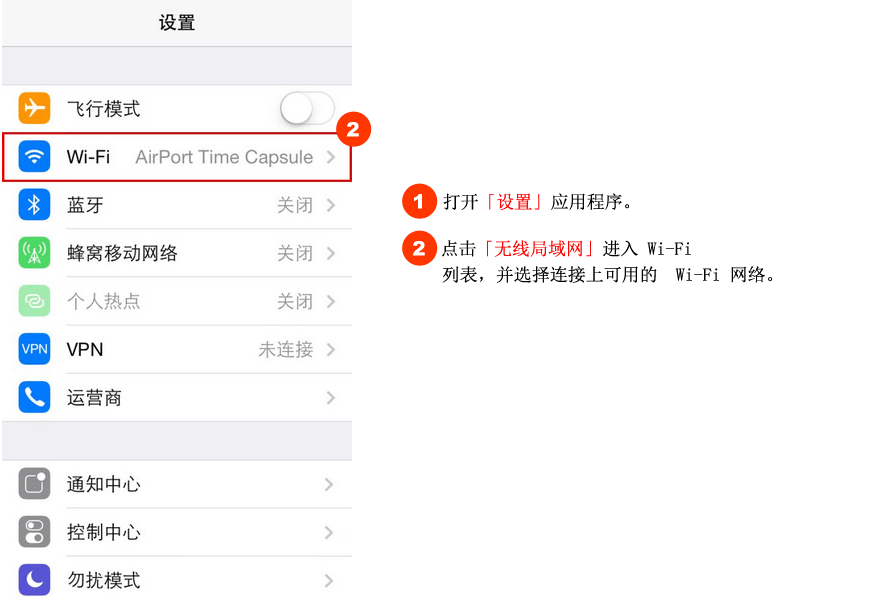 设置
飞行模式
2
Wi-Fi AirPort Time Capsule
蓝牙 关闭
蜂窝移动网络 关闭
个人热点 关闭
VPN VPN 未连接
运营商
通知中心
控制中心
勿扰模式
1 打开「设置」应用程序。
2 点击「无线局域网」进入 Wi-Fi
列表，并选择连接上可用的 Wi-Fi 网络。